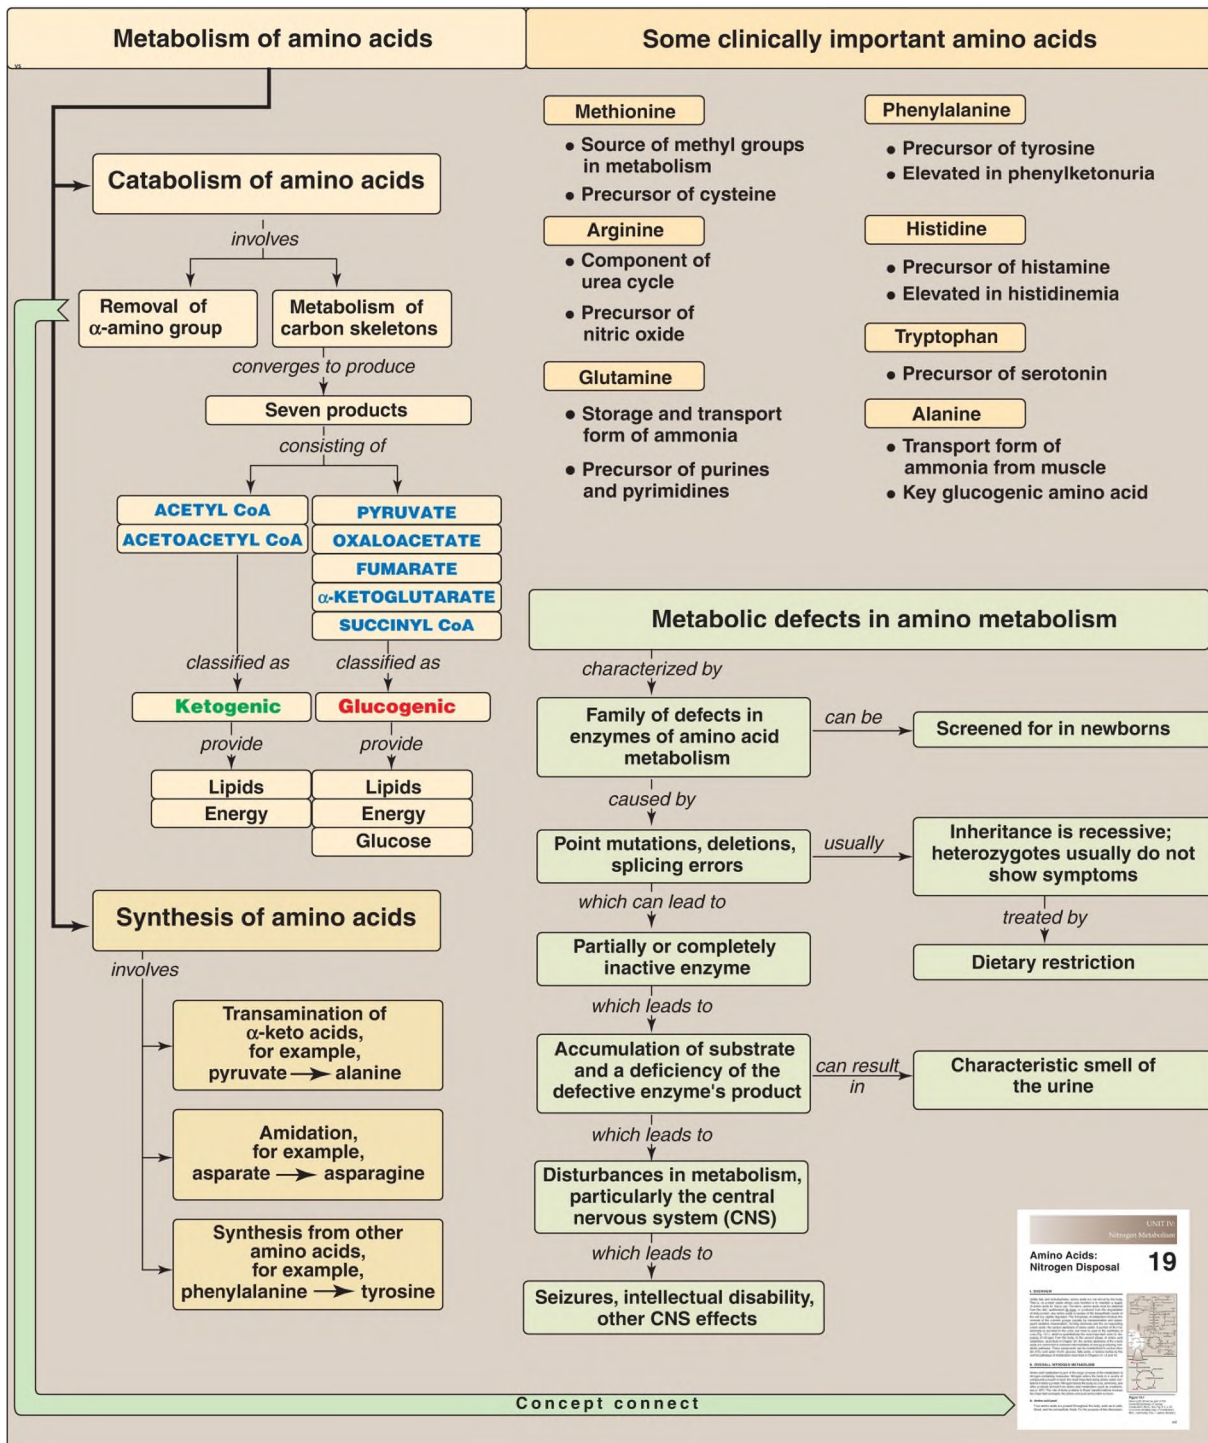 Metabolism of amino acids
Some clinically important amino acids
VS
Catabolism of amino acids
involves
Removal of
α-amino group
Metabolism of
carbon skeletons
converges to produce
Seven products
consisting of
ACETYL CoA
ACETOACETYL CoA
PYRUVATE
OXALOACETATE
FUMARATE
α-KETOGLUTARATE
SUCCINYL CoA
classified as
classified as
Ketogenic
Glucogenic
provide
provide
Lipids
Energy
Lipids
Energy
Glucose
Synthesis of amino acids
involves
Transamination of
α-keto acids,
for example,
pyruvate → alanine
Amidation,
for example,
asparate → asparagine
Synthesis from other
amino acids,
for example,
phenylalanine → tyrosine
Methionine
• Source of methyl groups
in metabolism
• Precursor of cysteine
Arginine
• Component of
urea cycle
• Precursor of
nitric oxide
Glutamine
• Storage and transport
form of ammonia
• Precursor of purines
and pyrimidines
Phenylalanine
• Precursor of tyrosine
• Elevated in phenylketonuria
Histidine
• Precursor of histamine
• Elevated in histidinemia
Tryptophan
• Precursor of serotonin
Alanine
• Transport form of
ammonia from muscle
• Key glucogenic amino acid
Metabolic defects in amino metabolism
characterized by
Family of defects in
enzymes of amino acid
metabolism
can be
Screened for in newborns
caused by
Point mutations, deletions,
splicing errors
usually
Inheritance is recessive;
heterozygotes usually do not
show symptoms
treated by
Dietary restriction
which can lead to
Partially or completely
inactive enzyme
which leads to
Accumulation of substrate
and a deficiency of the
defective enzyme's product
can result
in
Characteristic smell of
the urine
which leads to
Disturbances in metabolism,
particularly the central
nervous system (CNS)
which leads to
Seizures, intellectual disability,
other CNS effects
UNIT IV:
Nitrogen Metabolism
Amino Acids:
Nitrogen Disposal
19
Concept connect